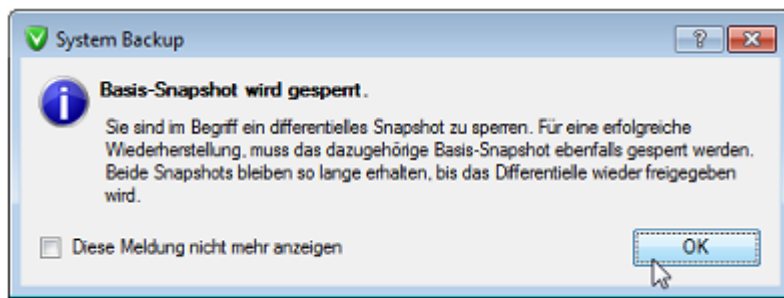 System Backup
Basis-Snapshot wird gesperrt.
Sie sind im Begriff ein differentielles Snapshot zu sperren. Für eine erfolgreiche
Wiederherstellung, muss das dazugehörige Basis-Snapshot ebenfalls gesperrt werden.
Beide Snapshots bleiben so lange erhalten, bis das Differentielle wieder freigegeben
wird.
Diese Meldung nicht mehr anzeigen
OK